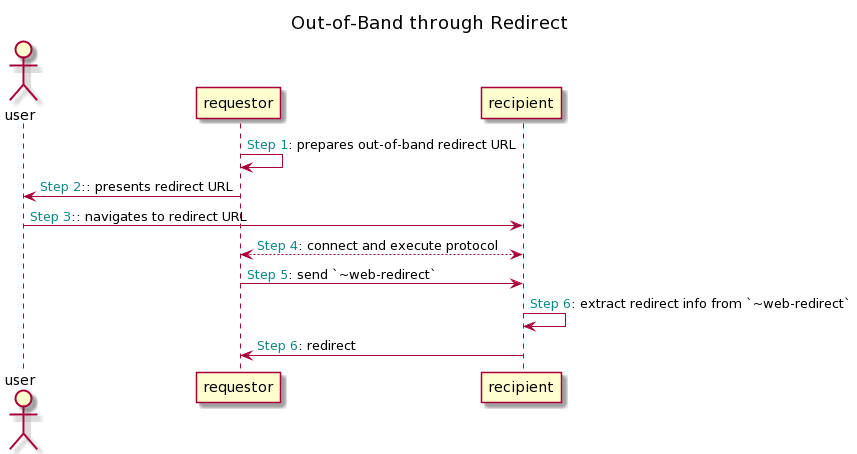 Out-of-Band through Redirect
user
requestor
recipient
Step 1: prepares out-of-band redirect URL
Step 2:: presents redirect URL
Step 3:: navigates to redirect URL
Step 4: connect and execute protocol
Step 5: send `~web-redirect`
Step 6: extract redirect info from `~web-redirect`
Step 6: redirect
user
requestor
recipient